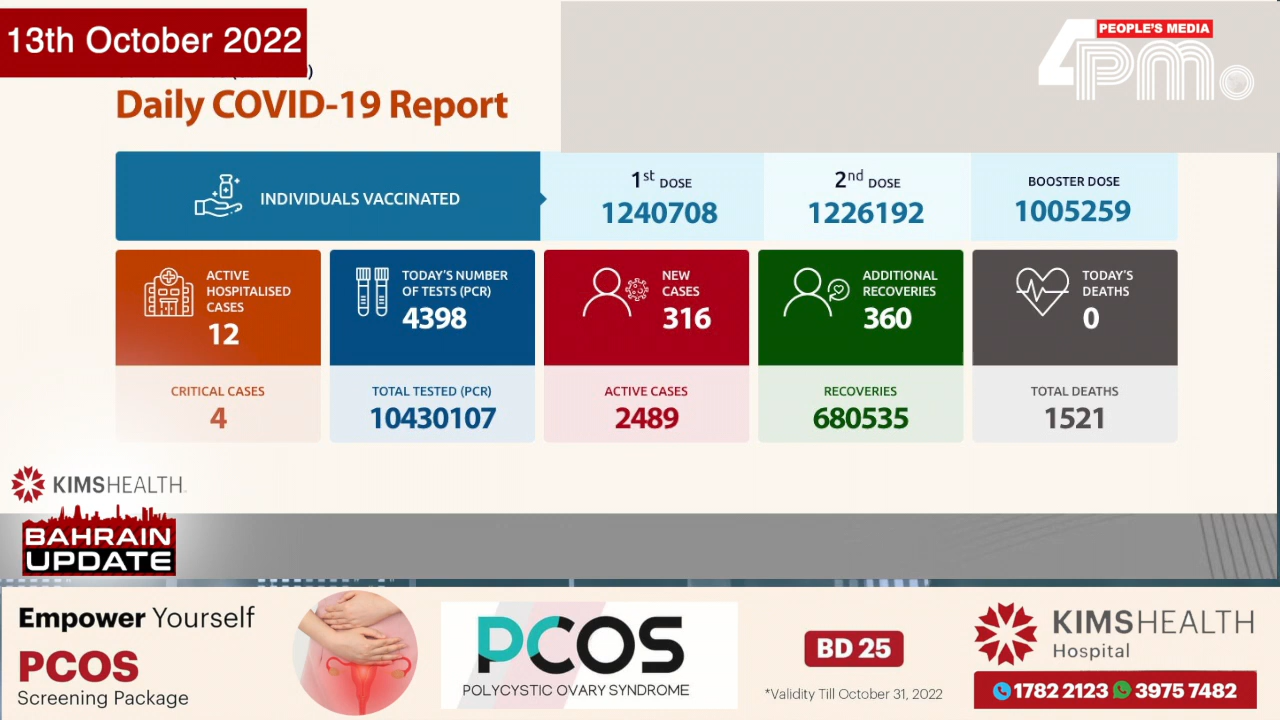 13th October 2022
PEOPLE'S MEDIA
4pm
Daily COVID-19 Report
INDIVIDUALS VACCINATED
1st DOSE
1240708
2nd DOSE
1226192
BOOSTER DOSE
1005259
ACTIVE
HOSPITALISED
CASES
12
CRITICAL CASES
4
TODAY'S NUMBER
OF TESTS (PCR)
4398
TOTAL TESTED (PCR)
10430107
NEW
CASES
316
ACTIVE CASES
2489
ADDITIONAL
RECOVERIES
360
RECOVERIES
680535
TODAY'S
DEATHS
0
TOTAL DEATHS
1521
KIMSHEALTH
BAHRAIN
UPDATE
Empower Yourself
PCOS
Screening Package
PCOS
POLYCYSTIC OVARY SYNDROME
BD 25
*Validity Till October 31, 2022
KIMSHEALTH
Hospital
1782 2123 3975 7482